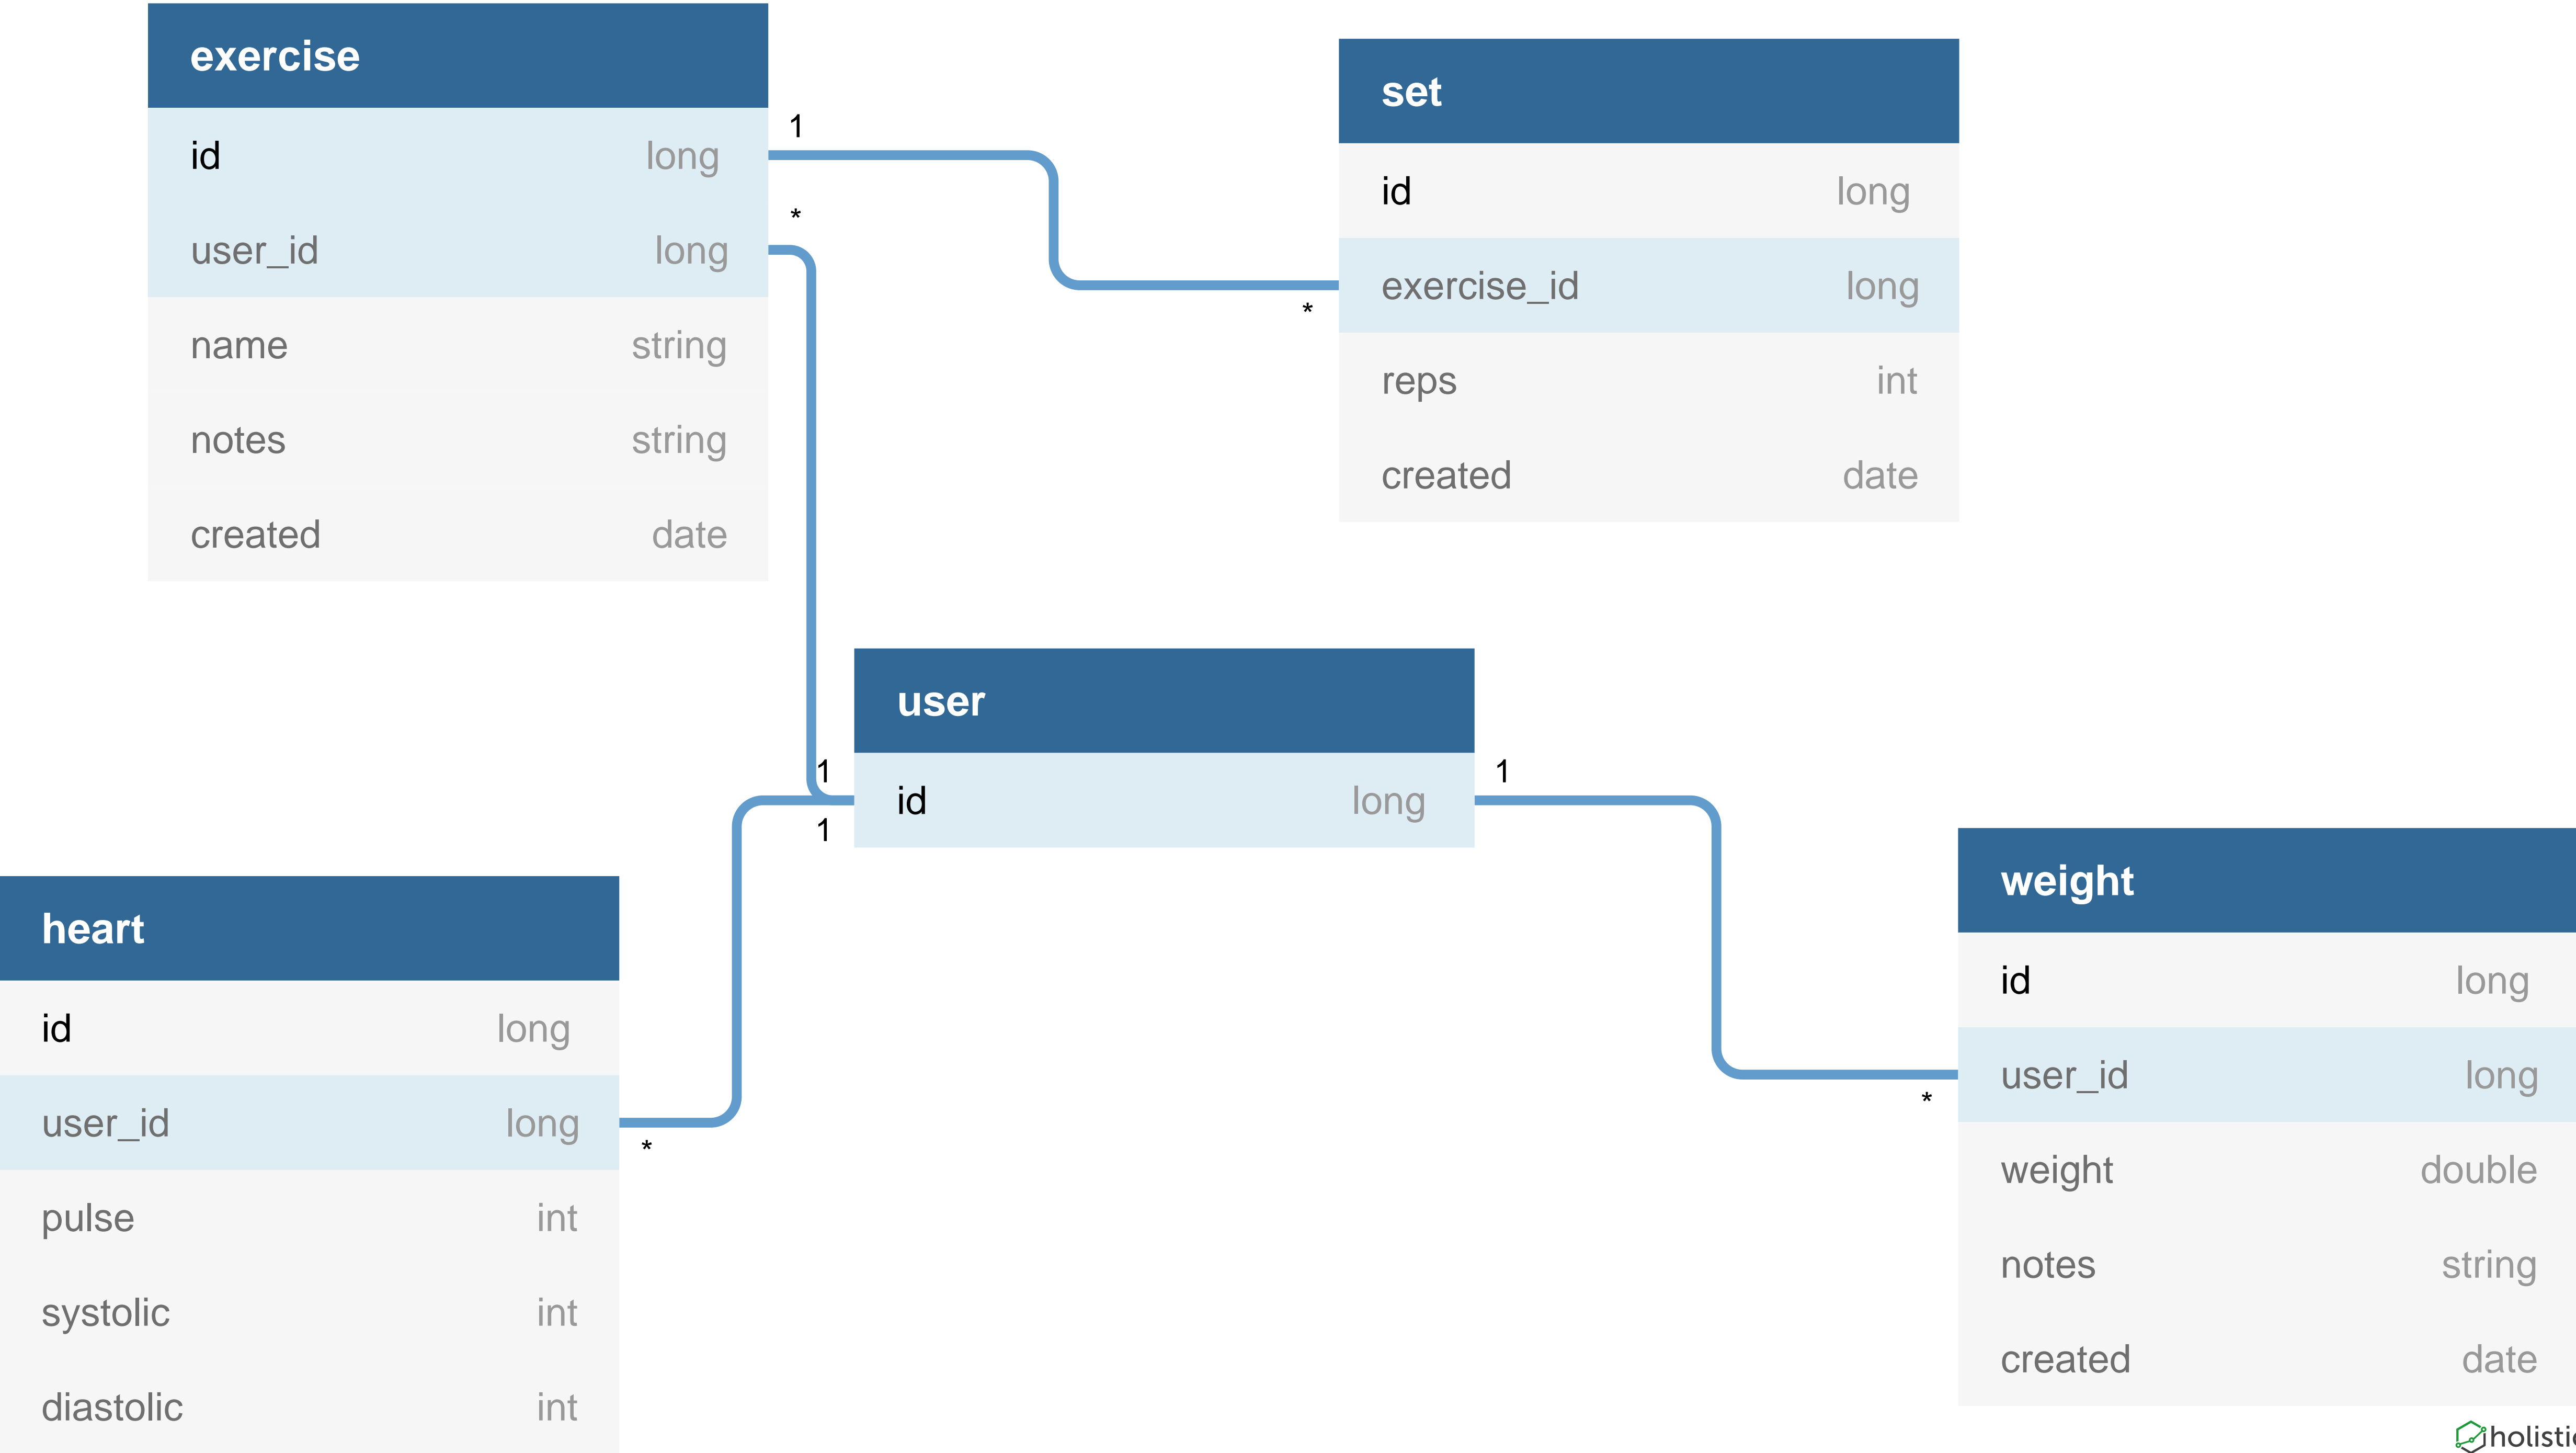 exercise
id long
user_id long
name string
notes string
created date
1
*
set
id long
exercise_id long
reps int
created date
*
user
id long
1
1
1
heart
id long
user_id long
pulse int
systolic int
diastolic int
*
weight
id long
user_id long
weight double
notes string
created date
*
holisti